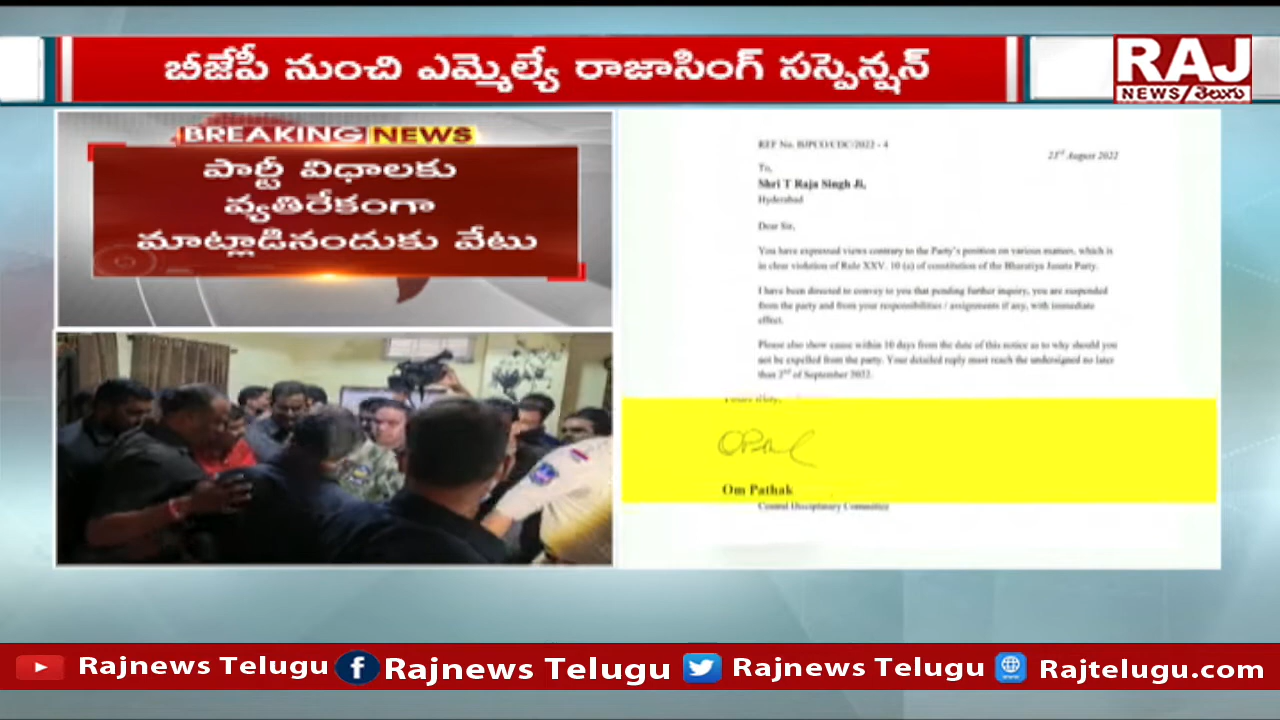 బీజేపీ నుంచి ఎమ్మెల్యే రాజాసింగ్ సస్పెన్షన్
RAJ
NEWS తెలుగు
BREAKING NEWS
పార్టీ విధాలకు
వ్యతిరేకంగా
మాట్లాడినందుకు వేటు
REF No. BJP/CO/CDC/2022 - 4
23rd August 2022
To,
Shri T Raja Singh Ji,
Hyderabad
Dear Sir,
You have expressed views contrary to the Party's position on various matters, which is
in clear violation of Rule XXV. 10 (a) of constitution of the Bharatiya Janata Party.
I have been directed to convey to you that pending further inquiry, you are suspended
from the party and from your responsibilities / assignments if any, with immediate
effect.
Please also show cause within 10 days from the date of this notice as to why should you
not be expelled from the party. Your detailed reply must reach the undersigned no later
than 2nd of September 2022.
Om Pathak
Central Disciplinary Committee
Rajnews Telugu
Rajnews Telugu
Rajnews Telugu
Rajtelugu.com